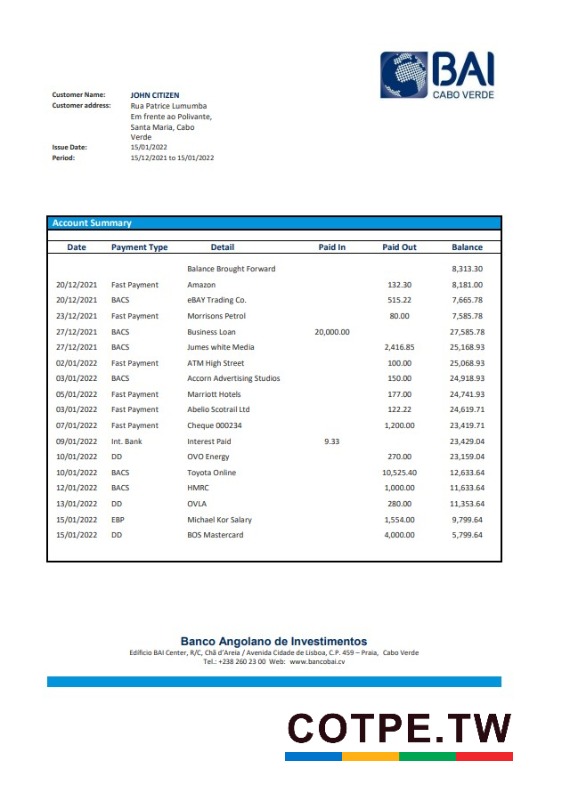 BAI
CABO VERDE
Customer Name: JOHN CITIZEN
Customer address: Rua Patrice Lumumba
Em frente ao Polivante,
Santa Maria, Cabo
Verde
Issue Date: 15/01/2022
Period: 15/12/2021 to 15/01/2022
Account Summary
Date Payment Type Detail Paid In Paid Out Balance
Balance Brought Forward 8,313.30
20/12/2021 Fast Payment Amazon 132.30 8,181.00
20/12/2021 BACS eBAY Trading Co. 515.22 7,665.78
23/12/2021 Fast Payment Morrisons Petrol 80.00 7,585.78
27/12/2021 BACS Business Loan 20,000.00 27,585.78
27/12/2021 BACS Jumes white Media 2,416.85 25,168.93
02/01/2022 Fast Payment ATM High Street 100.00 25,068.93
03/01/2022 BACS Accorn Advertising Studios 150.00 24,918.93
05/01/2022 Fast Payment Marriott Hotels 177.00 24,741.93
03/01/2022 Fast Payment Abelio Scotrail Ltd 122.22 24,619.71
07/01/2022 Fast Payment Cheque 000234 1,200.00 23,419.71
09/01/2022 Int. Bank Interest Paid 9.33 23,429.04
10/01/2022 DD OVO Energy 270.00 23,159.04
10/01/2022 BACS Toyota Online 10,525.40 12,633.64
12/01/2022 BACS HMRC 1,000.00 11,633.64
13/01/2022 DD OVLA 280.00 11,353.64
15/01/2022 EBP Michael Kor Salary 1,554.00 9,799.64
15/01/2022 DD BOS Mastercard 4,000.00 5,799.64
Banco Angolano de Investimentos
Edifício BAI Center, R/C, Chã d'Areia / Avenida Cidade de Lisboa, C.P. 459 – Praia, Cabo Verde
Tel.: +238 260 23 00 Web: www.bancobai.cv
COTPE.TW